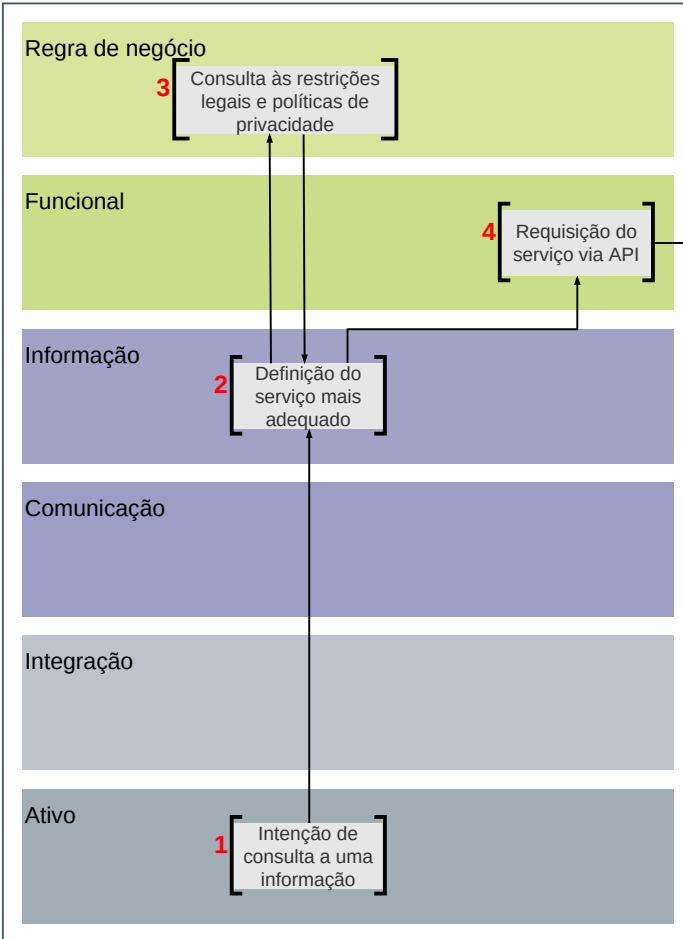 Regra de negócio
3
Consulta às restrições
legais e políticas de
privacidade
Funcional
4
Requisição do
serviço via API
Informação
2
Definição do
serviço mais
adequado
Comunicação
Integração
Ativo
1
Intenção de
consulta a uma
informação